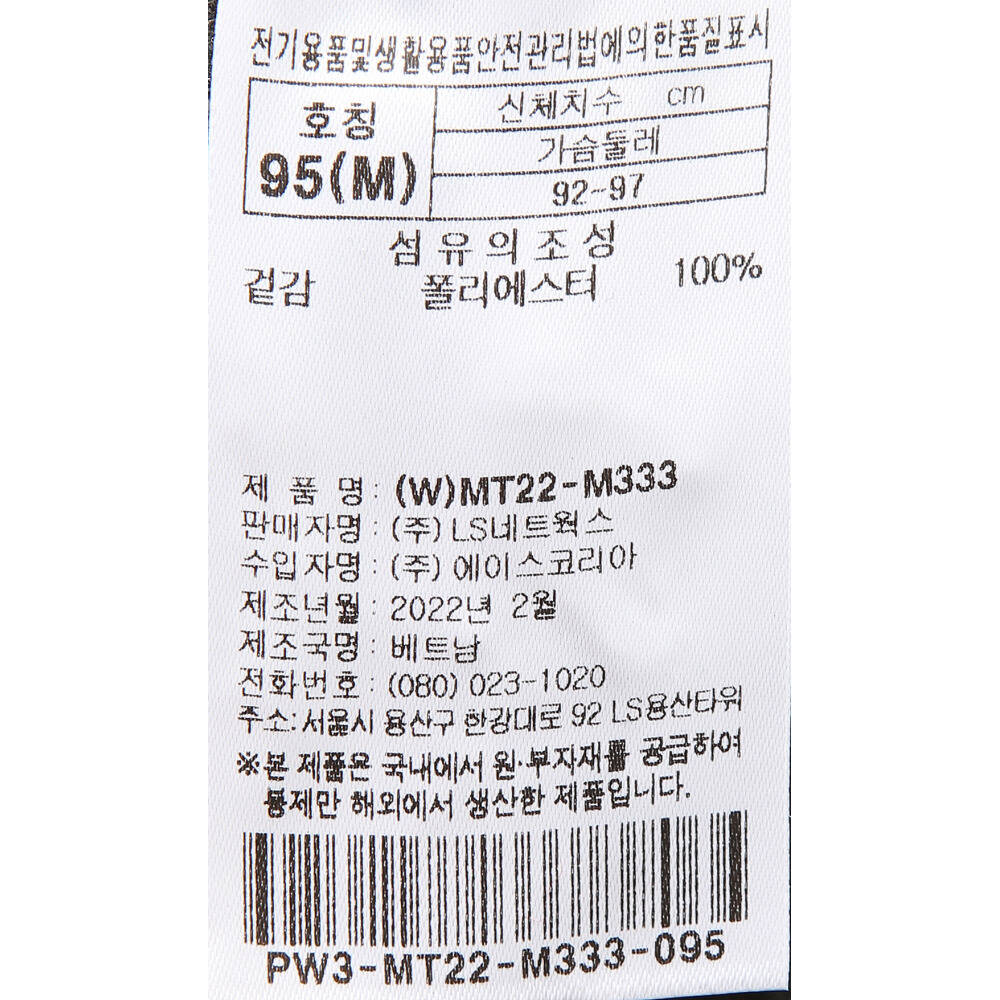 전기용품및생활용품안전관리법에의한품질표시
호칭
95(M)
신체치수 cm
가슴둘레
92-97
섬유의조성
겉감 폴리에스터 100%
제 품 명 : (W)MT22-M333
판매자명 : (주) LS네트웍스
수입자명 : (주) 에이스코리아
제조년월 : 2022년 2월
제조국명 : 베트남
전화번호 : (080) 023-1020
주소: 서울시 용산구 한강대로 92 LS용산타워
※본 제품은 국내에서 원·부자재를 공급하여
봉제만 해외에서 생산한 제품입니다.
PW3-MT22-M333-095